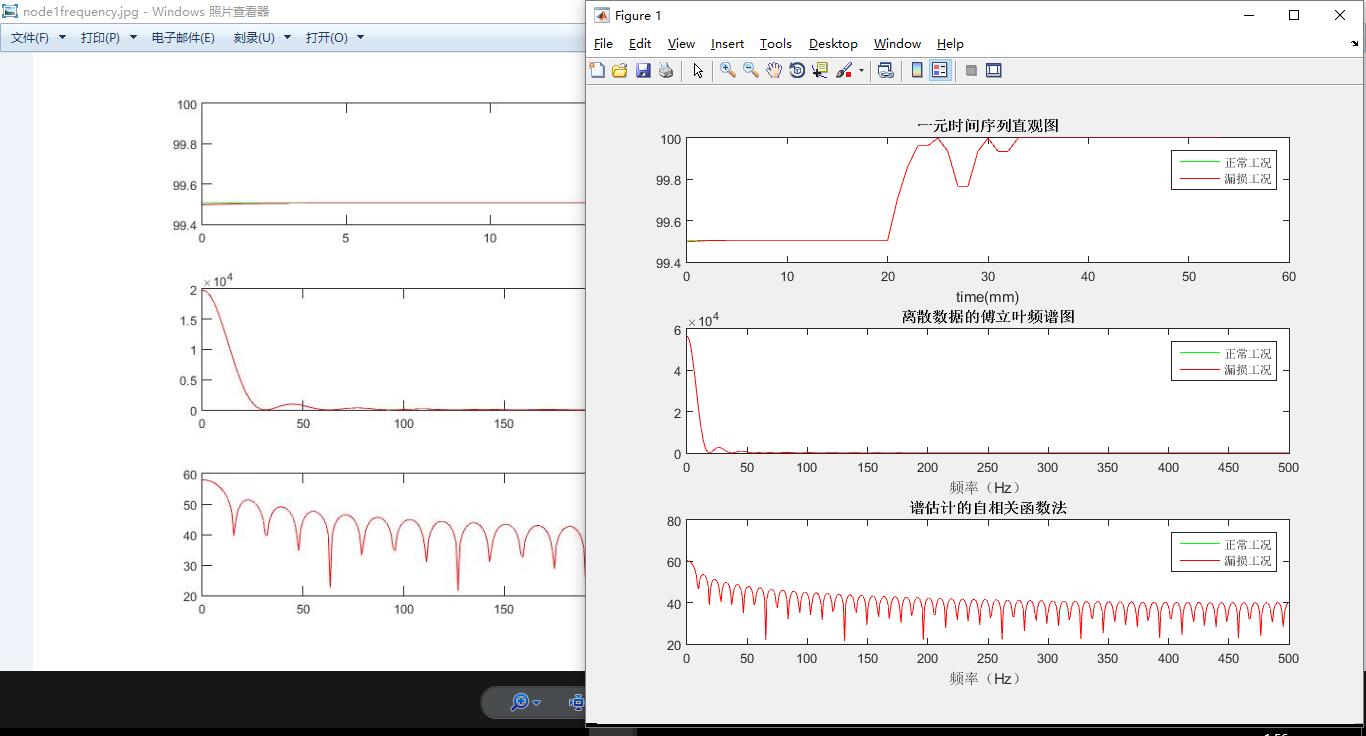 node1frequency.jpg - Windows 照片查看器
文件(F) 打印(P) 电子邮件(E) 刻录(U) 打开(O)
100
99.8
99.6
99.4
0 5 10
×10^4
2
1.5
1
0.5
0
0 50 100 150
60
50
40
30
20
0 50 100 150
Figure 1
File Edit View Insert Tools Desktop Window Help
一元时间序列直观图
100
99.8
99.6
99.4
正常工况
漏损工况
0 10 20 30 40 50 60
time(mm)
离散数据的傅立叶频谱图
×10^4
6
4
2
0
正常工况
漏损工况
0 50 100 150 200 250 300 350 400 450 500
频率（Hz）
谱估计的自相关函数法
80
60
40
20
正常工况
漏损工况
0 50 100 150 200 250 300 350 400 450 500
频率（Hz）